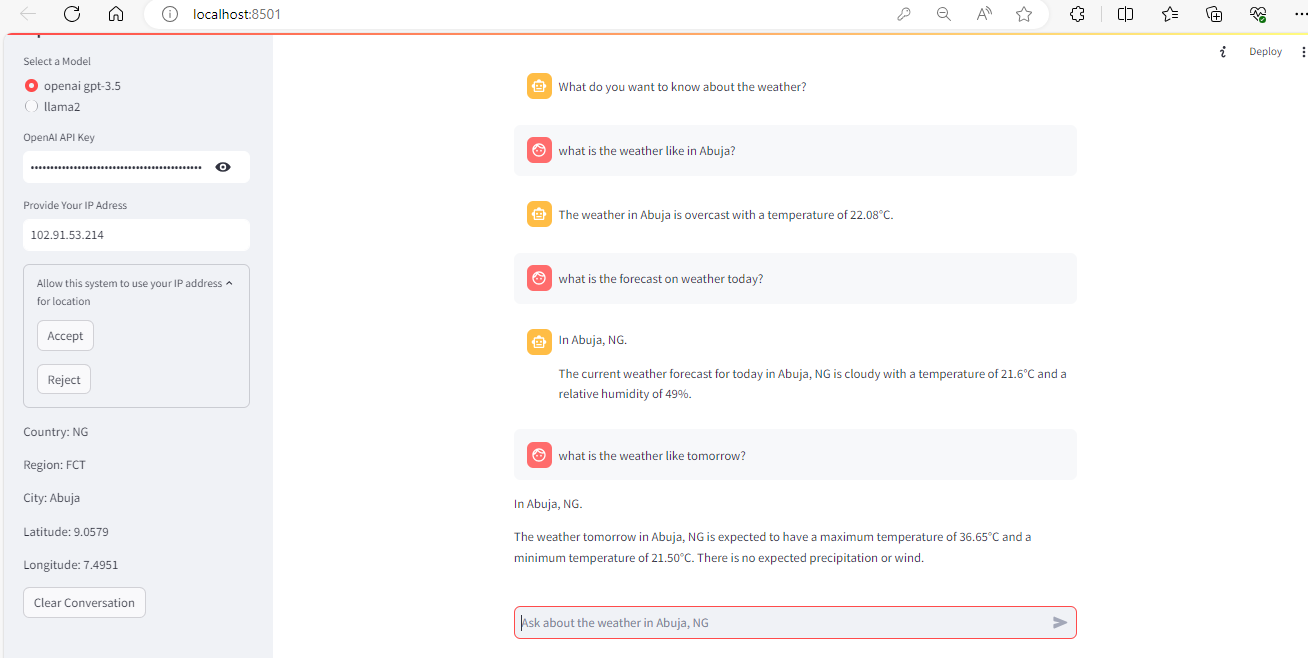 localhost:8501
Deploy
Select a Model
openai gpt-3.5
llama2
OpenAI API Key
Provide Your IP Adress
102.91.53.214
Allow this system to use your IP address
for location
Accept
Reject
Country: NG
Region: FCT
City: Abuja
Latitude: 9.0579
Longitude: 7.4951
Clear Conversation
What do you want to know about the weather?
what is the weather like in Abuja?
The weather in Abuja is overcast with a temperature of 22.08°C.
what is the forecast on weather today?
In Abuja, NG.
The current weather forecast for today in Abuja, NG is cloudy with a temperature of 21.6°C and a
relative humidity of 49%.
what is the weather like tomorrow?
In Abuja, NG.
The weather tomorrow in Abuja, NG is expected to have a maximum temperature of 36.65°C and a
minimum temperature of 21.50°C. There is no expected precipitation or wind.
Ask about the weather in Abuja, NG